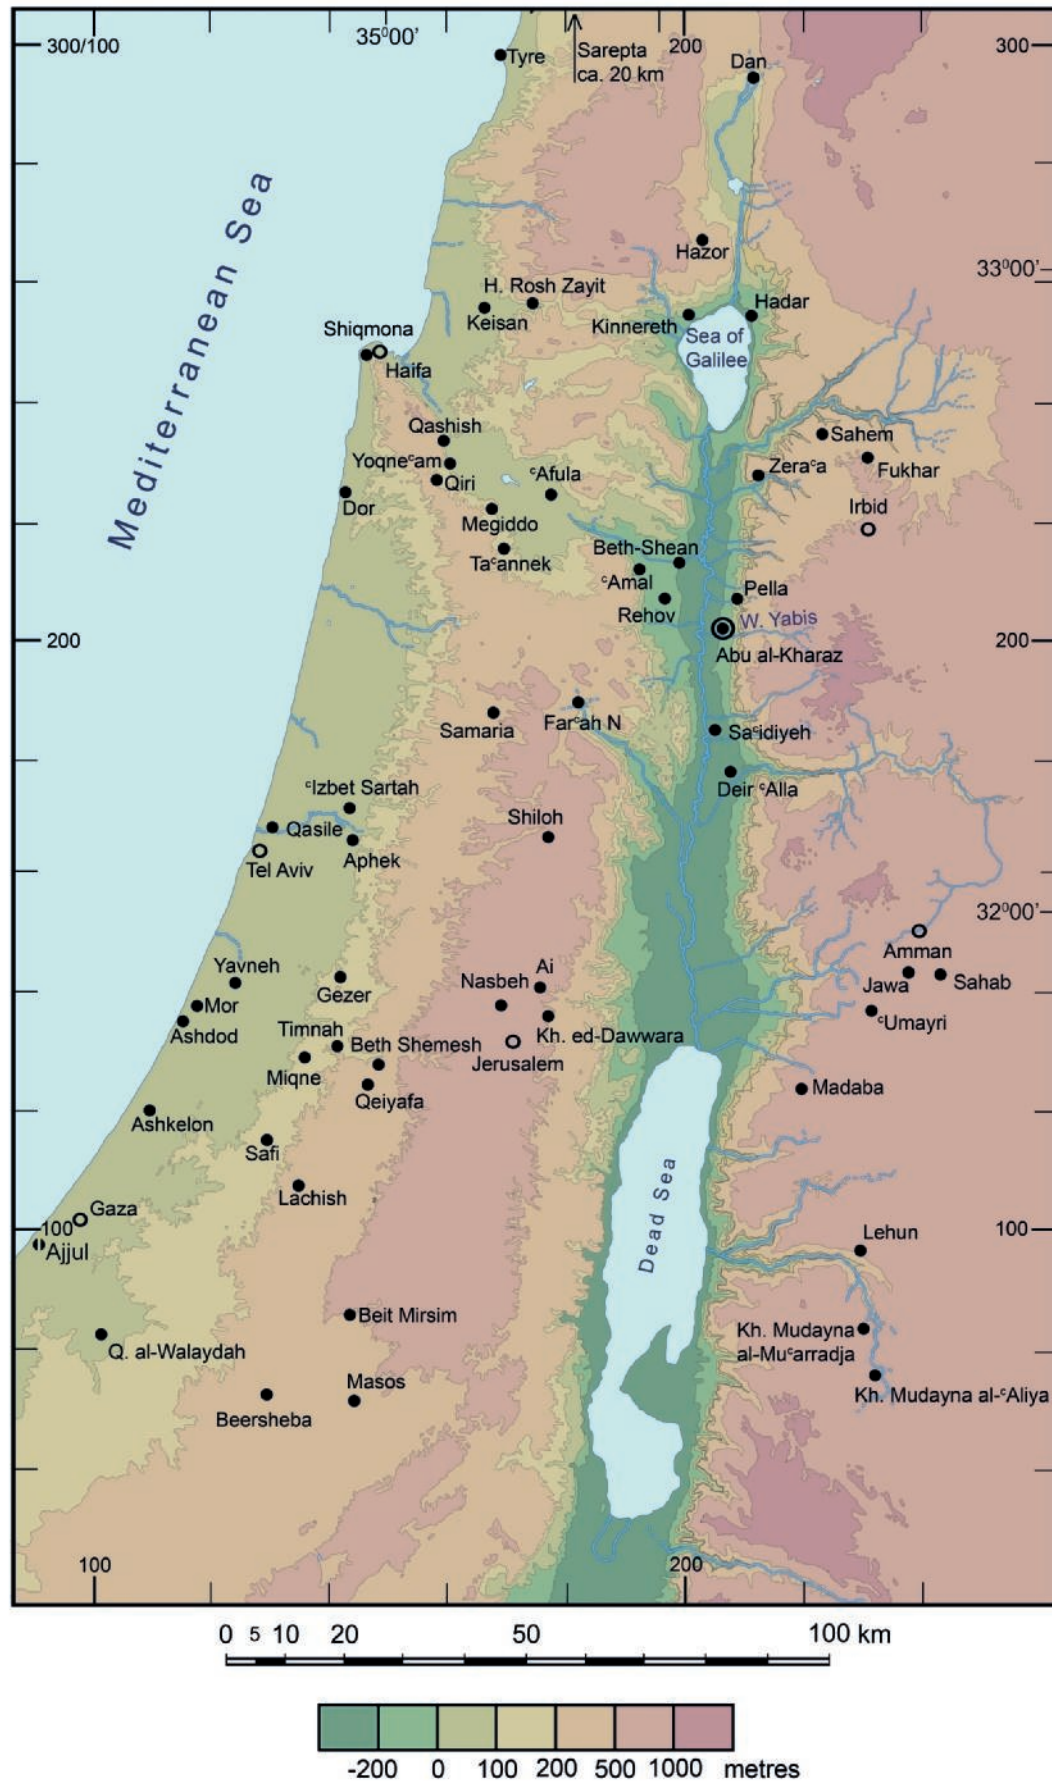 300/100
35⁰00'
200
300
Tyre
Sarepta
ca. 20 km
Dan
Mediterranean Sea
Hazor
33⁰00'
H. Rosh Zayit
Keisan
Kinnereth
Hadar
Sea of
Galilee
Shiqmona
Haifa
Qashish
Yoqneᶜam
Qiri
ᶜAfula
Sahem
Fukhar
Zeraᶜa
Irbid
Dor
Megiddo
Taᶜannek
Beth-Shean
ᶜAmal
Rehov
Pella
W. Yabis
Abu al-Kharaz
200
200
Samaria
Farᶜah N
Saᶜidiyeh
Deir ᶜAlla
ᶜIzbet Sartah
Qasile
Aphek
Tel Aviv
Shiloh
32⁰00'
Amman
Jawa
Sahab
ᶜUmayri
Yavneh
Mor
Ashdod
Gezer
Nasbeh
Ai
Kh. ed-Dawwara
Jerusalem
Timnah
Beth Shemesh
Miqne
Qeiyafa
Madaba
Ashkelon
Safi
Lachish
Dead Sea
Gaza
100
Ajjul
Lehun
100
Beit Mirsim
Q. al-Walaydah
Kh. Mudayna
al-Muᶜarradja
Kh. Mudayna al-ᶜAliya
Masos
Beersheba
100
200
0 5 10 20 50 100 km
-200 0 100 200 500 1000 metres